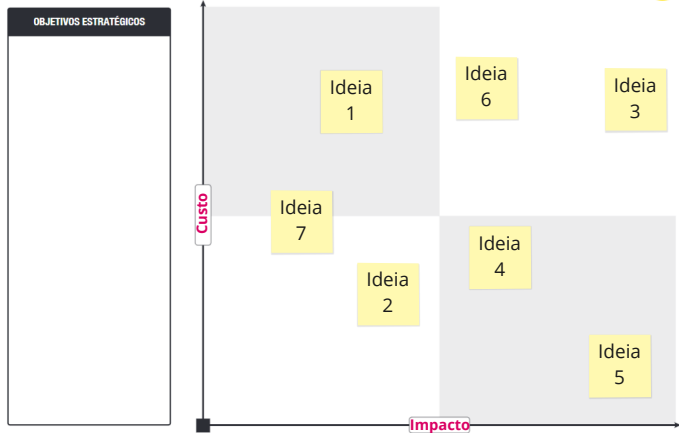 OBJETIVOS ESTRATÉGICOS
Ideia
1
Ideia
6
Ideia
3
Ideia
7
Custo
Ideia
4
Ideia
2
Ideia
5
Impacto